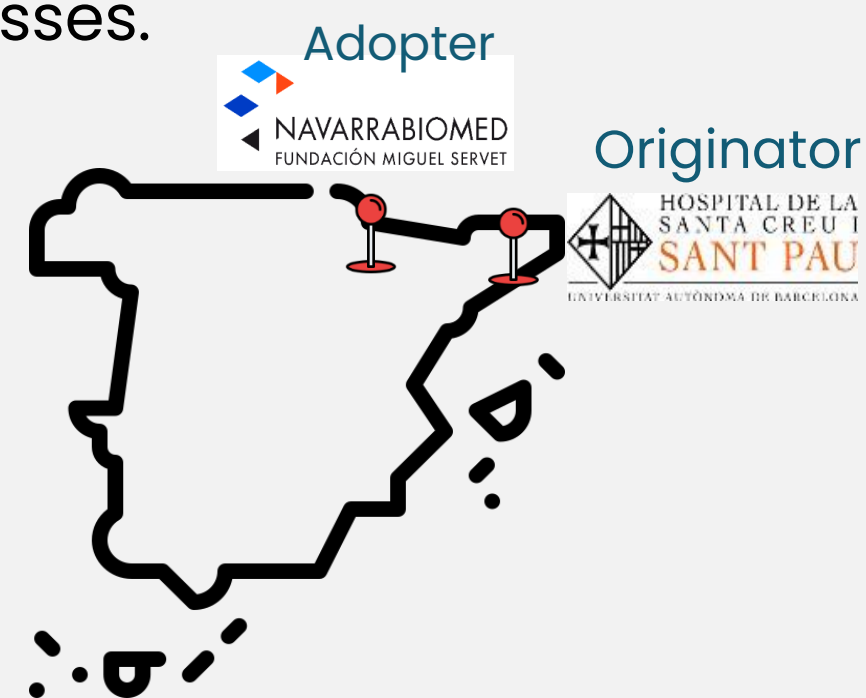 sses.
Adopter
NAVARRABIOMED
FUNDACIÓN MIGUEL SERVET
Originator
HOSPITAL DE LA
SANTA CREU I
SANT PAU
UNIVERSITAT AUTÒNOMA DE BARCELONA